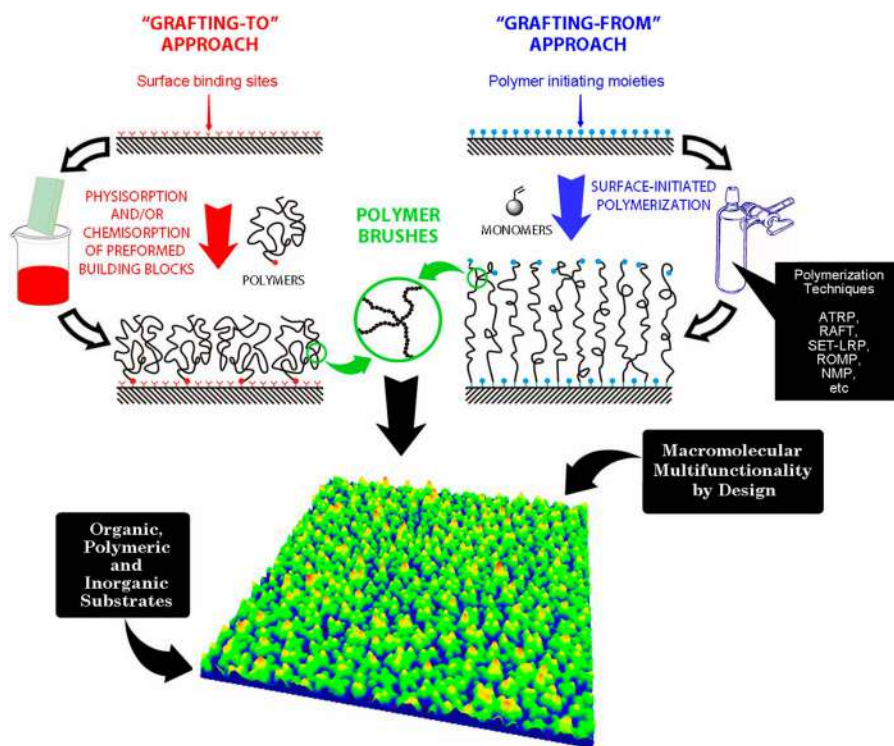 “GRAFTING-TO”
APPROACH
Surface binding sites
PHYSISORPTION
AND/OR
CHEMISORPTION
OF PREFORMED
BUILDING BLOCKS
POLYMERS
“GRAFTING-FROM”
APPROACH
Polymer initiating moieties
MONOMERS
SURFACE-INITIATED
POLYMERIZATION
POLYMER
BRUSHES
Polymerization
Techniques
ATRP,
RAFT,
SET-LRP,
ROMP,
NMP,
etc
Macromolecular
Multifunctionality
by Design
Organic,
Polymeric
and
Inorganic
Substrates